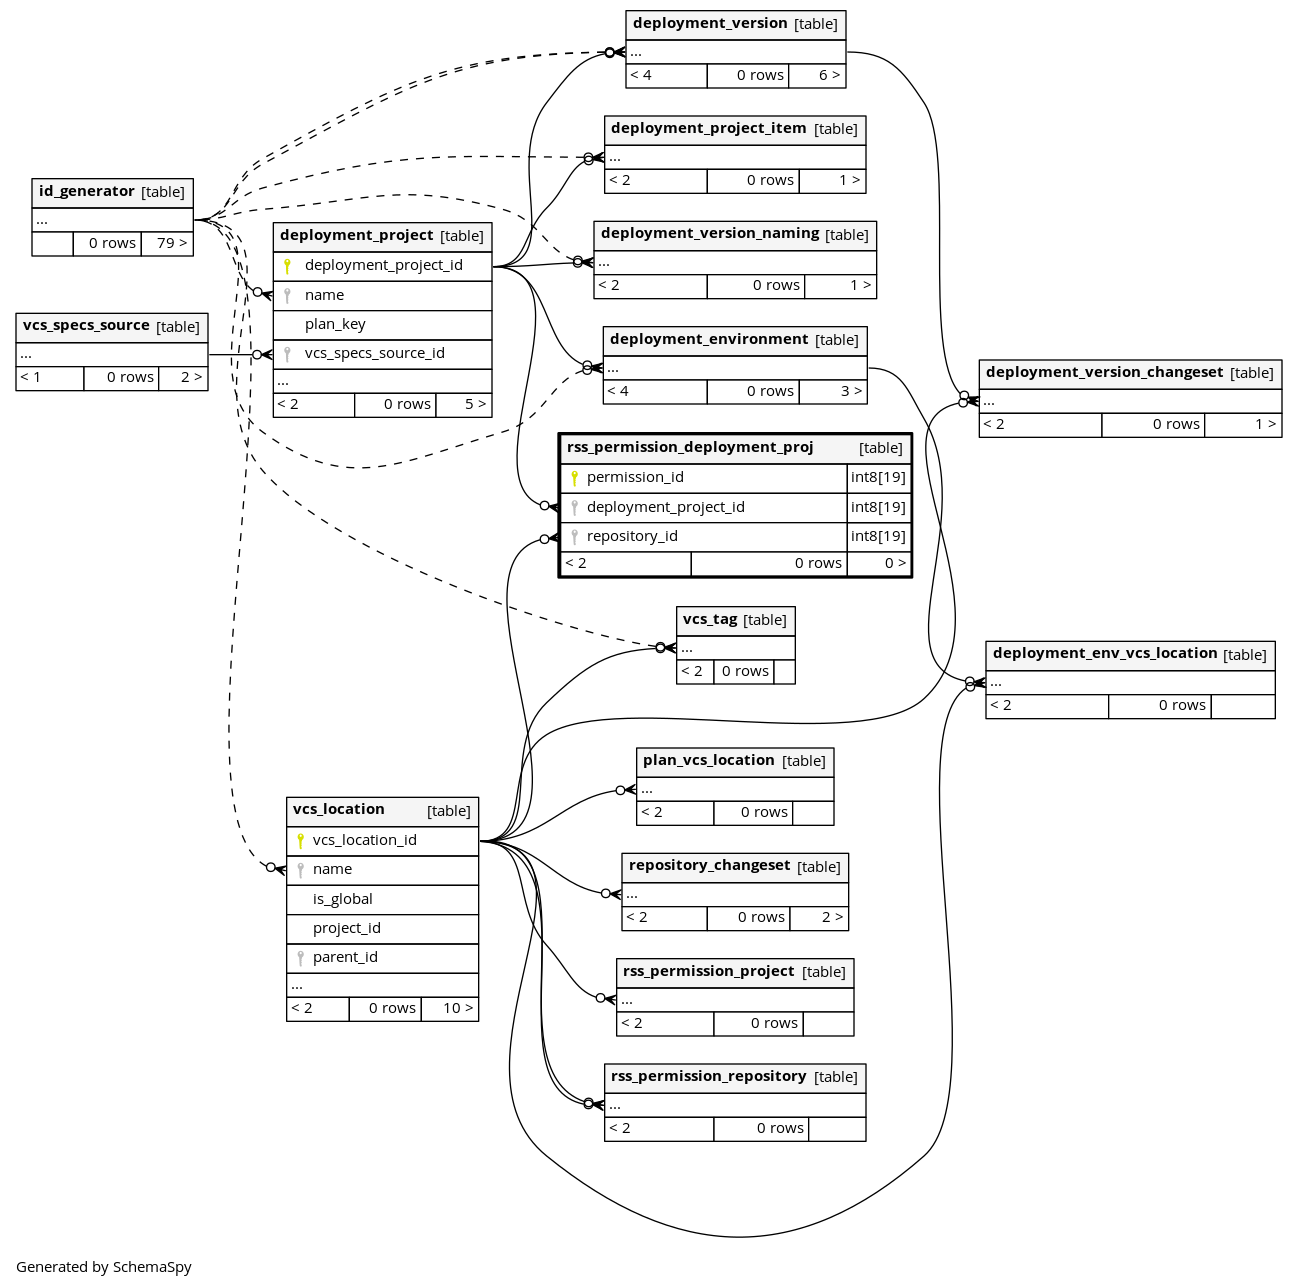 deployment_version [table]
...
< 4 0 rows 6 >
deployment_project_item [table]
...
< 2 0 rows 1 >
id_generator [table]
...
0 rows 79 >
deployment_project [table]
deployment_project_id
name
plan_key
vcs_specs_source_id
...
< 2 0 rows 5 >
deployment_version_naming [table]
...
< 2 0 rows 1 >
vcs_specs_source [table]
...
< 1 0 rows 2 >
deployment_environment [table]
...
< 4 0 rows 3 >
deployment_version_changeset [table]
...
< 2 0 rows 1 >
rss_permission_deployment_proj [table]
permission_id int8[19]
deployment_project_id int8[19]
repository_id int8[19]
< 2 0 rows 0 >
vcs_tag [table]
...
< 2 0 rows
deployment_env_vcs_location [table]
...
< 2 0 rows
plan_vcs_location [table]
...
< 2 0 rows
vcs_location [table]
vcs_location_id
name
is_global
project_id
parent_id
...
< 2 0 rows 10 >
repository_changeset [table]
...
< 2 0 rows 2 >
rss_permission_project [table]
...
< 2 0 rows
rss_permission_repository [table]
...
< 2 0 rows
Generated by SchemaSpy